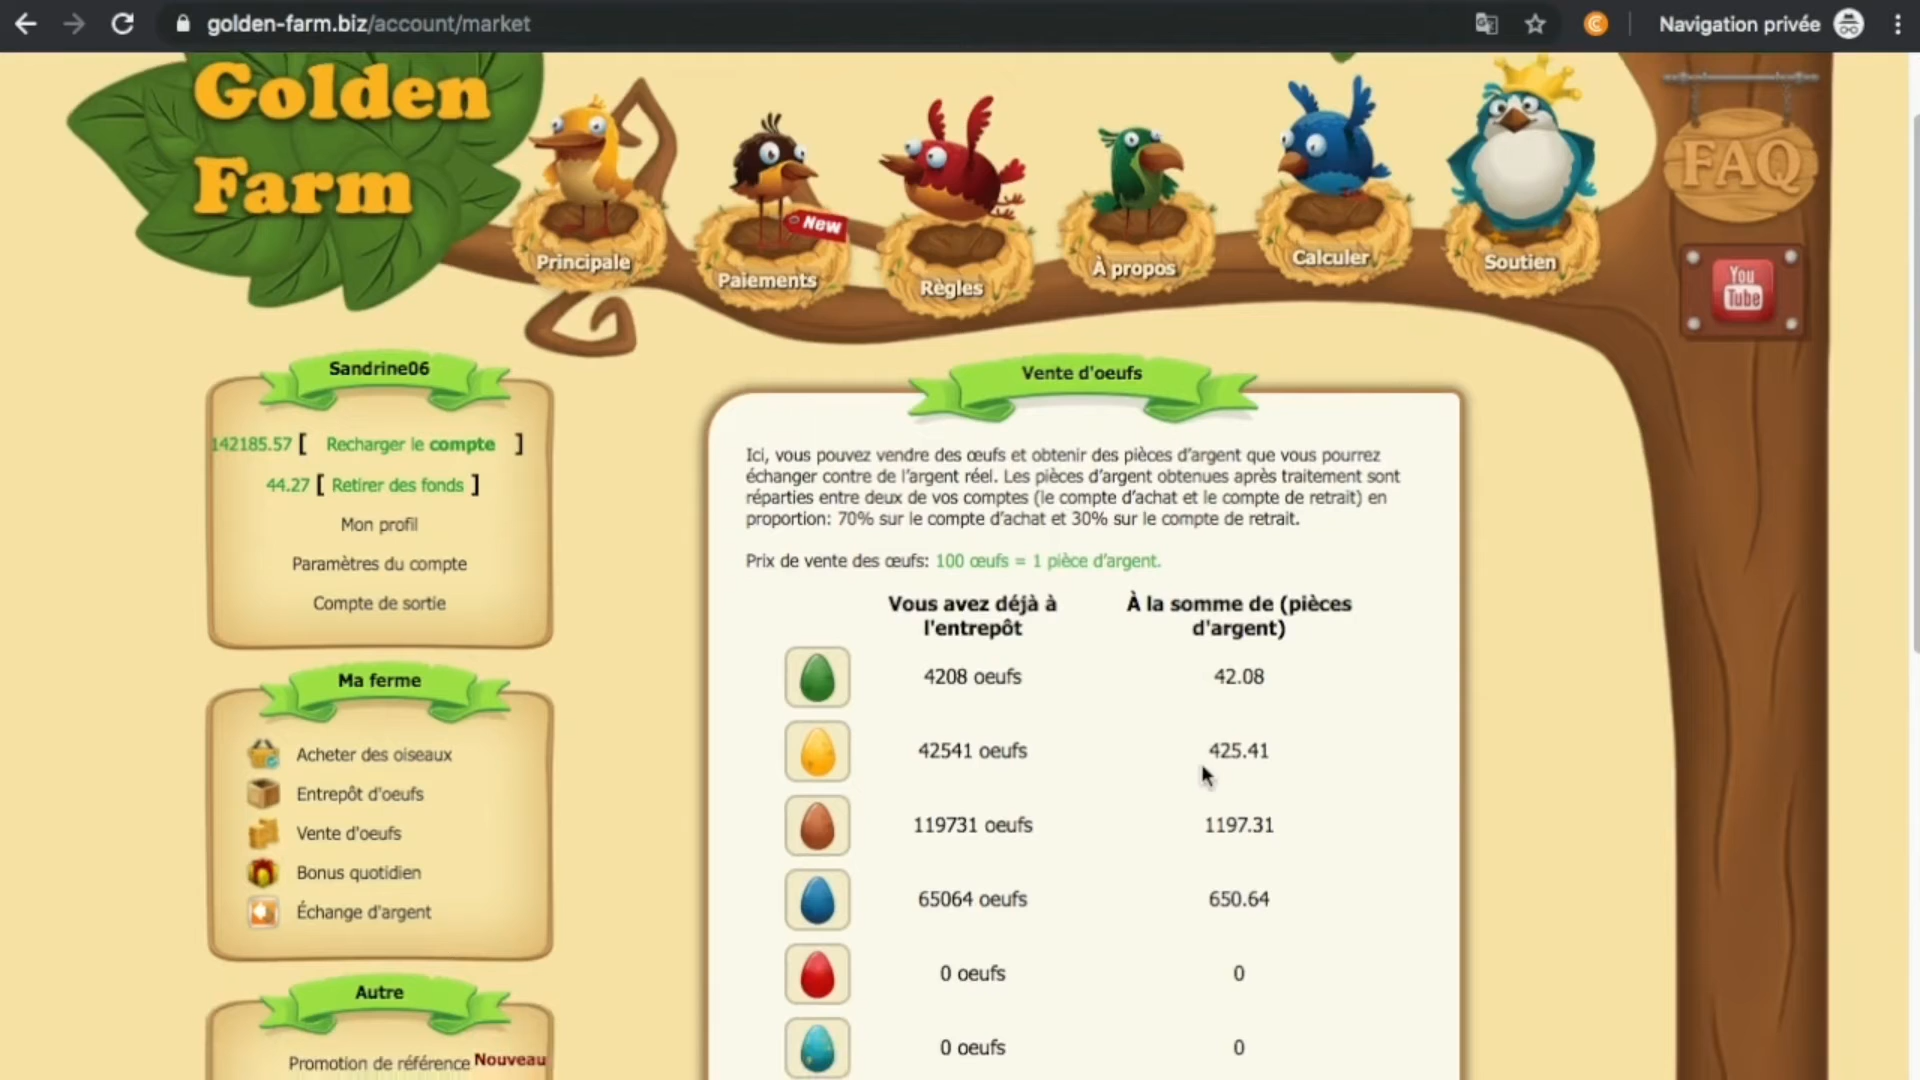 golden-farm.biz/account/market
Navigation privée
Golden
Farm
Principale
Paiements
New
Règles
À propos
Calculer
Soutien
FAQ
You
Tube
Sandrine06
142185.57 [ Recharger le compte ]
44.27 [ Retirer des fonds ]
Mon profil
Paramètres du compte
Compte de sortie
Ma ferme
Acheter des oiseaux
Entrepôt d'oeufs
Vente d'oeufs
Bonus quotidien
Échange d'argent
Autre
Promotion de référence Nouveau
Vente d'oeufs
Ici, vous pouvez vendre des œufs et obtenir des pièces d'argent que vous pourrez
échanger contre de l'argent réel. Les pièces d'argent obtenues après traitement sont
réparties entre deux de vos comptes (le compte d'achat et le compte de retrait) en
proportion: 70% sur le compte d'achat et 30% sur le compte de retrait.
Prix de vente des œufs: 100 œufs = 1 pièce d'argent.
Vous avez déjà à
l'entrepôt
À la somme de (pièces
d'argent)
4208 oeufs 42.08
42541 oeufs 425.41
119731 oeufs 1197.31
65064 oeufs 650.64
0 oeufs 0
0 oeufs 0